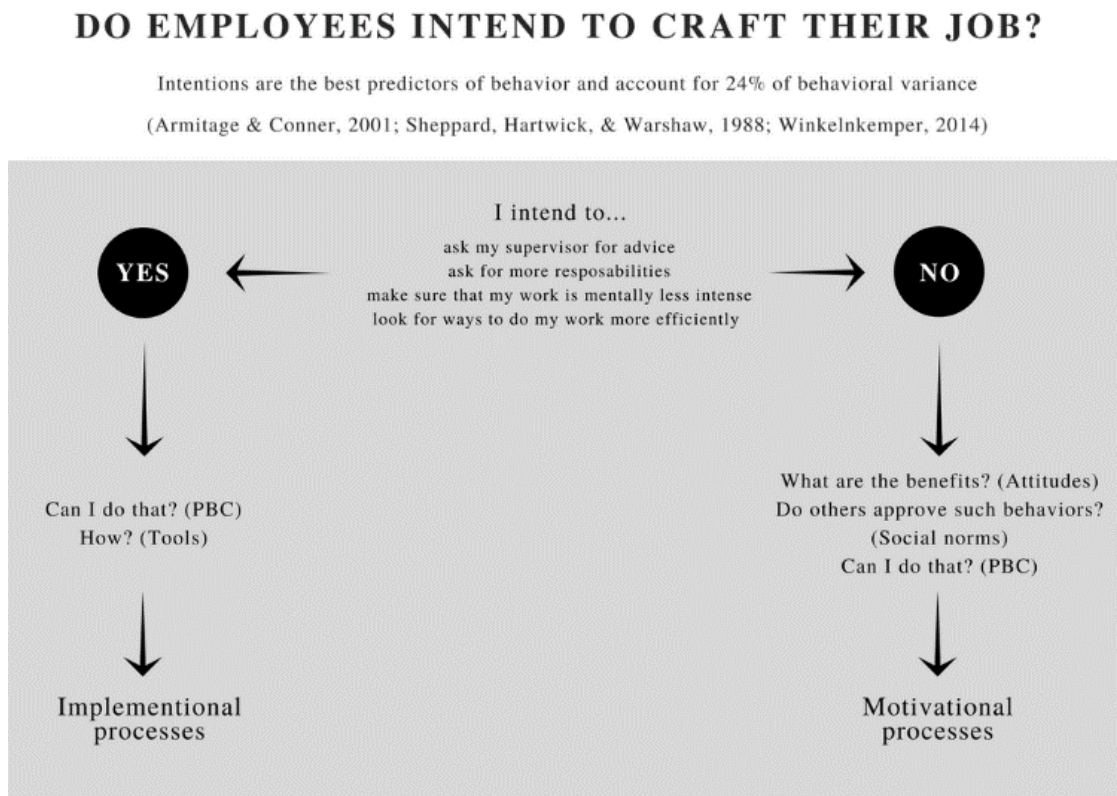 DO EMPLOYEES INTEND TO CRAFT THEIR JOB?
Intentions are the best predictors of behavior and account for 24% of behavioral variance
(Armitage & Conner, 2001; Sheppard, Hartwick, & Warshaw, 1988; Winkelnkemper, 2014)
I intend to...
ask my supervisor for advice
ask for more resposabilities
make sure that my work is mentally less intense
look for ways to do my work more efficiently
YES
NO
Can I do that? (PBC)
How? (Tools)
What are the benefits? (Attitudes)
Do others approve such behaviors?
(Social norms)
Can I do that? (PBC)
Implementional
processes
Motivational
processes